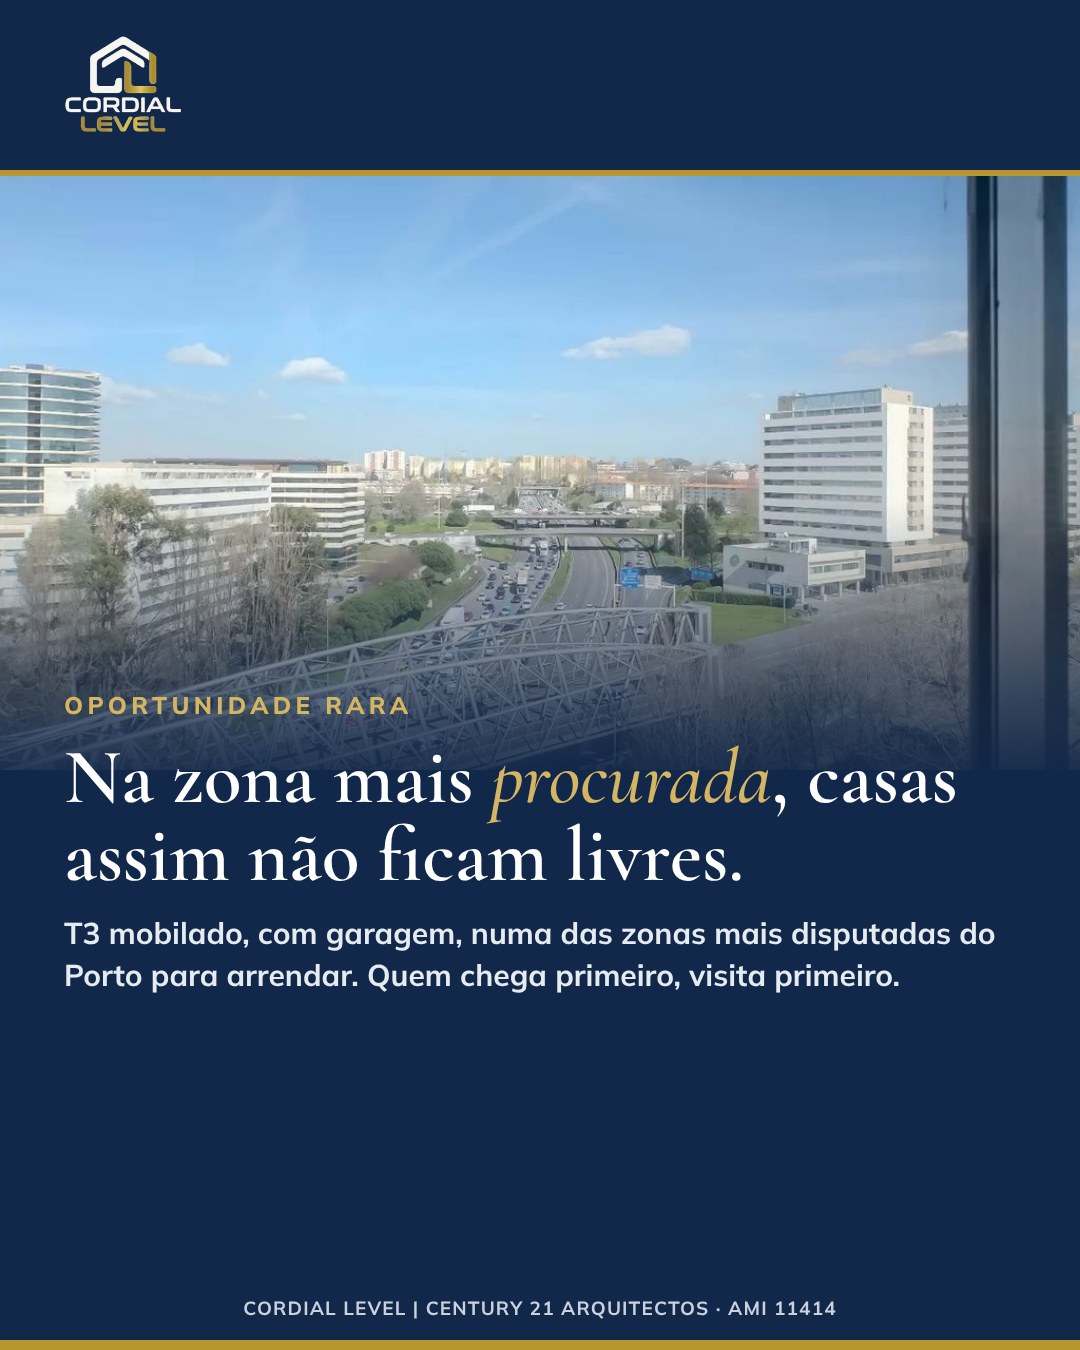 CORDIAL
LEVEL
OPORTUNIDADE RARA
Na zona mais procurada, casas
assim não ficam livres.
T3 mobilado, com garagem, numa das zonas mais disputadas do
Porto para arrendar. Quem chega primeiro, visita primeiro.
CORDIAL LEVEL | CENTURY 21 ARQUITECTOS · AMI 11414